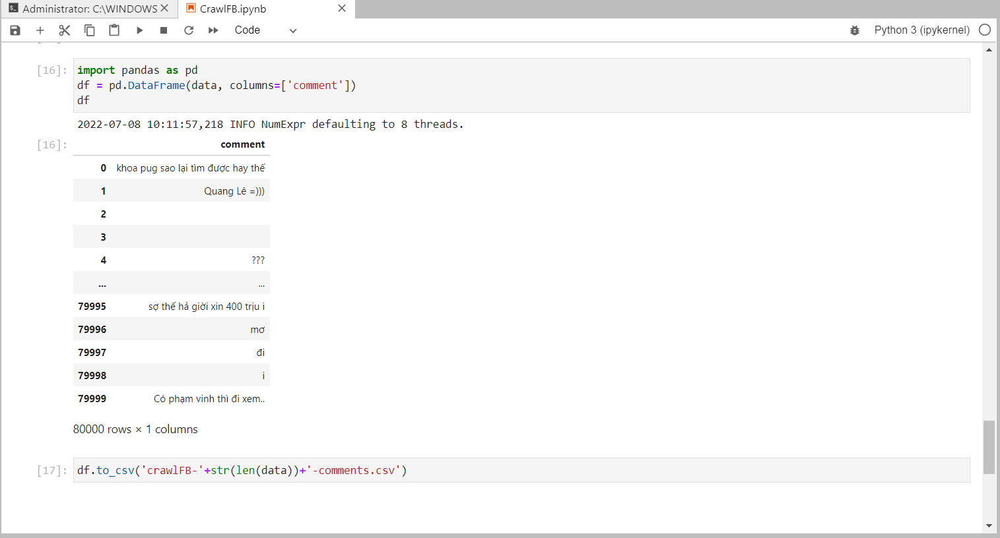 Administrator: C:\WINDOWS
CrawlFB.ipynb
Code
Python 3 (ipykernel)
[16]:
import pandas as pd
df = pd.DataFrame(data, columns=['comment'])
df
2022-07-08 10:11:57,218 INFO NumExpr defaulting to 8 threads.
[16]:
comment
0 khoa pug sao lại tìm được hay thế
1 Quang Lê =)))
2
3
4 ???
... ...
79995 sợ thế hả giời xin 400 trịu i
79996 mơ
79997 đi
79998 i
79999 Có phạm vinh thì đi xem..
80000 rows × 1 columns
[17]:
df.to_csv('crawlFB-'+str(len(data))+'-comments.csv')